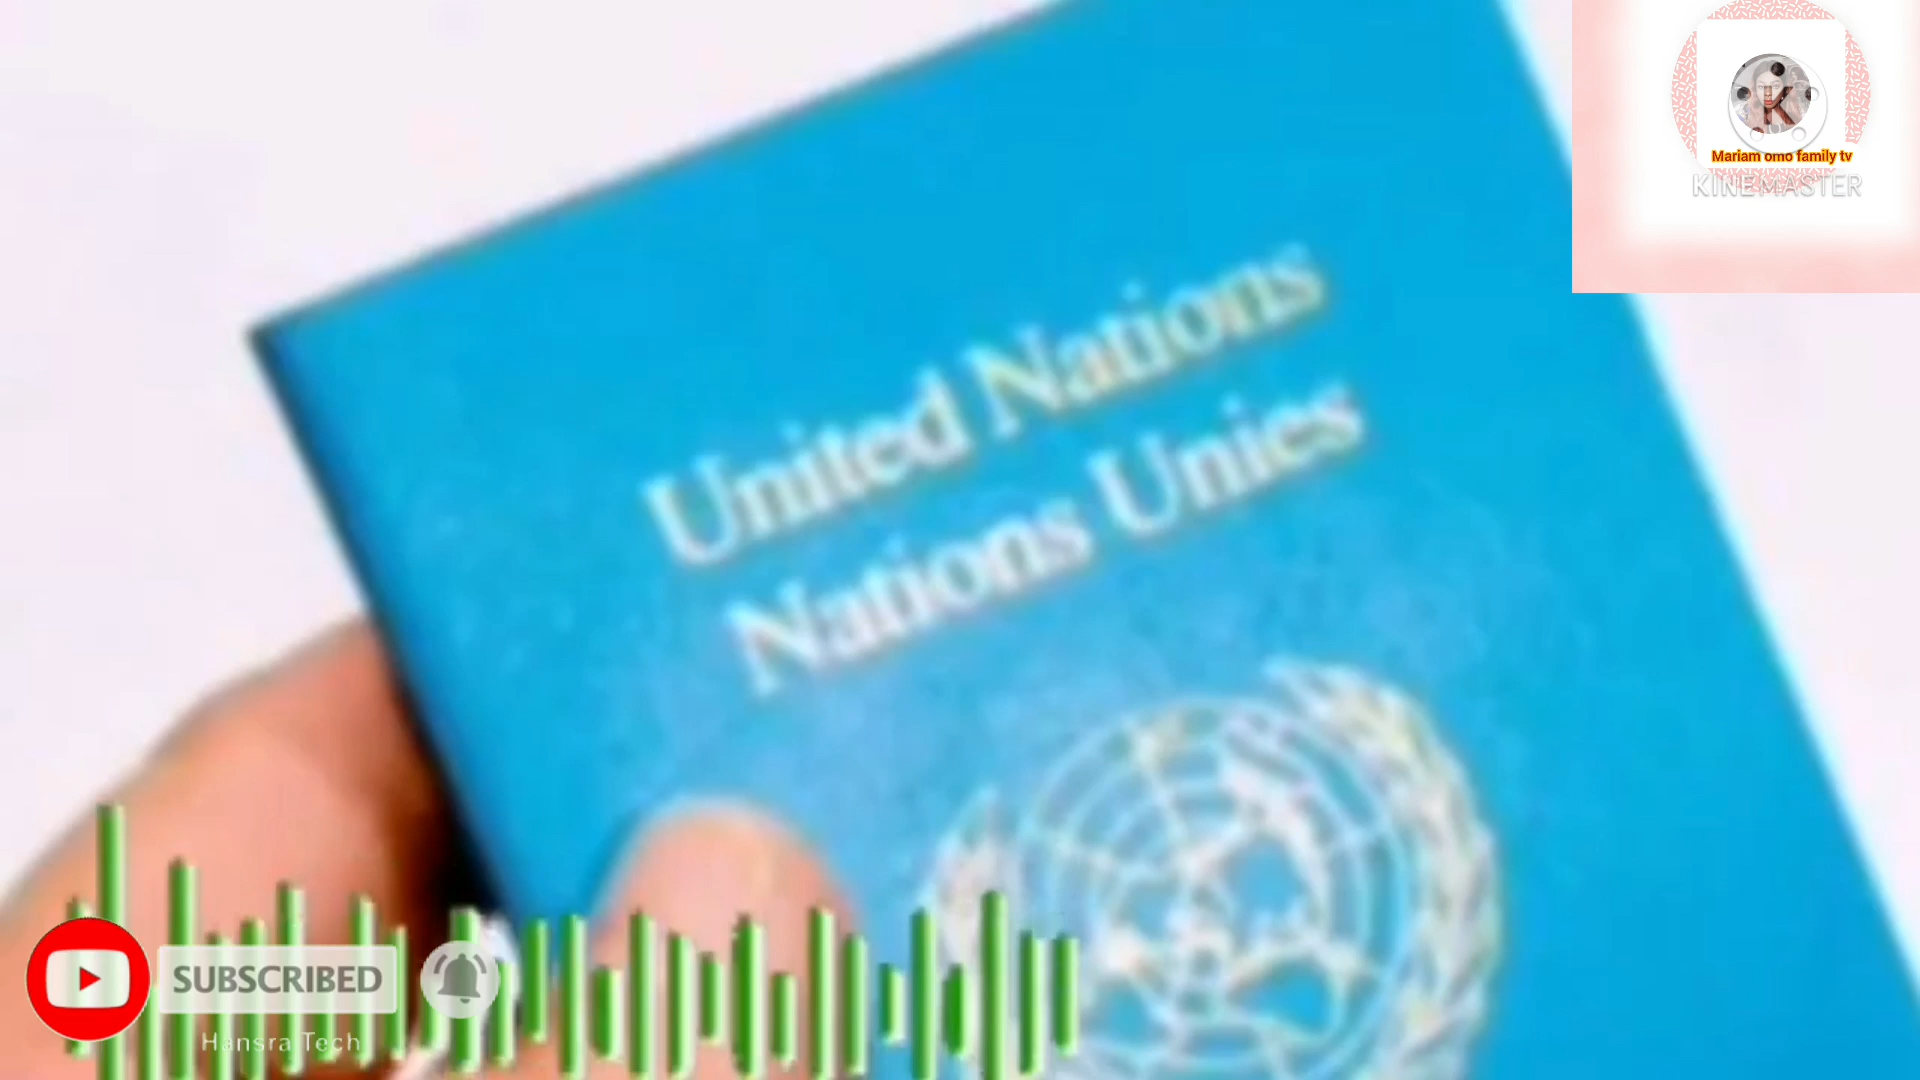 United Nations
Nations Unies
Mariam omo family tv
KINEMASTER
SUBSCRIBED
Hansra Tech